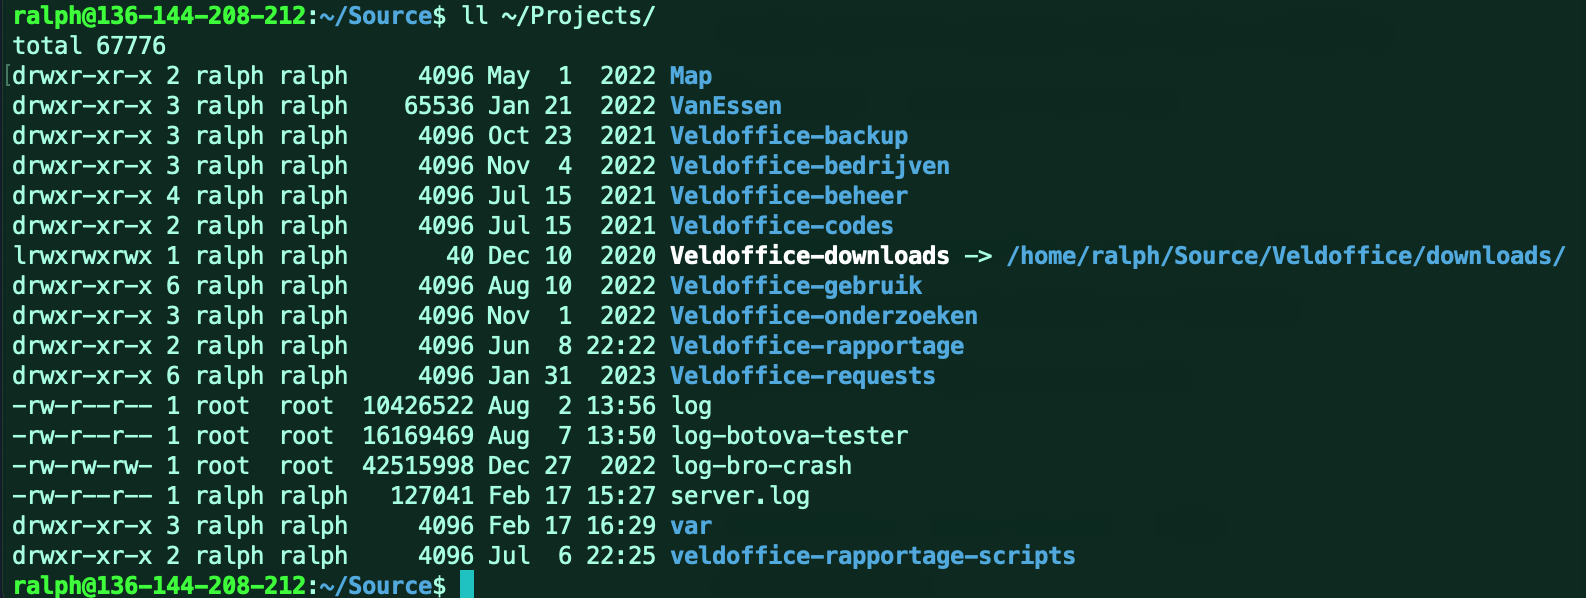 ralph@136-144-208-212:~/Source$ ll ~/Projects/
total 67776
drwxr-xr-x 2 ralph ralph     4096 May  1  2022 Map
drwxr-xr-x 3 ralph ralph    65536 Jan 21  2022 VanEssen
drwxr-xr-x 3 ralph ralph     4096 Oct 23  2021 Veldoffice-backup
drwxr-xr-x 3 ralph ralph     4096 Nov  4  2022 Veldoffice-bedrijven
drwxr-xr-x 4 ralph ralph     4096 Jul 15  2021 Veldoffice-beheer
drwxr-xr-x 2 ralph ralph     4096 Jul 15  2021 Veldoffice-codes
lrwxrwxrwx 1 ralph ralph       40 Dec 10  2020 Veldoffice-downloads -> /home/ralph/Source/Veldoffice/downloads/
drwxr-xr-x 6 ralph ralph     4096 Aug 10  2022 Veldoffice-gebruik
drwxr-xr-x 3 ralph ralph     4096 Nov  1  2022 Veldoffice-onderzoeken
drwxr-xr-x 2 ralph ralph     4096 Jun  8 22:22 Veldoffice-rapportage
drwxr-xr-x 6 ralph ralph     4096 Jan 31  2023 Veldoffice-requests
-rw-r--r-- 1 root  root  10426522 Aug  2 13:56 log
-rw-r--r-- 1 root  root  16169469 Aug  7 13:50 log-botova-tester
-rw-rw-rw- 1 root  root  42515998 Dec 27  2022 log-bro-crash
-rw-r--r-- 1 ralph ralph   127041 Feb 17 15:27 server.log
drwxr-xr-x 3 ralph ralph     4096 Feb 17 16:29 var
drwxr-xr-x 2 ralph ralph     4096 Jul  6 22:25 veldoffice-rapportage-scripts
ralph@136-144-208-212:~/Source$